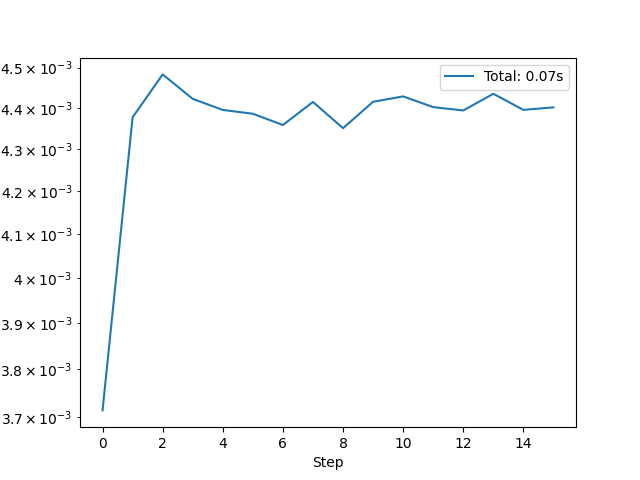 Total: 0.07s
4.5 × 10⁻³
4.4 × 10⁻³
4.3 × 10⁻³
4.2 × 10⁻³
4.1 × 10⁻³
4 × 10⁻³
3.9 × 10⁻³
3.8 × 10⁻³
3.7 × 10⁻³
0 2 4 6 8 10 12 14
Step